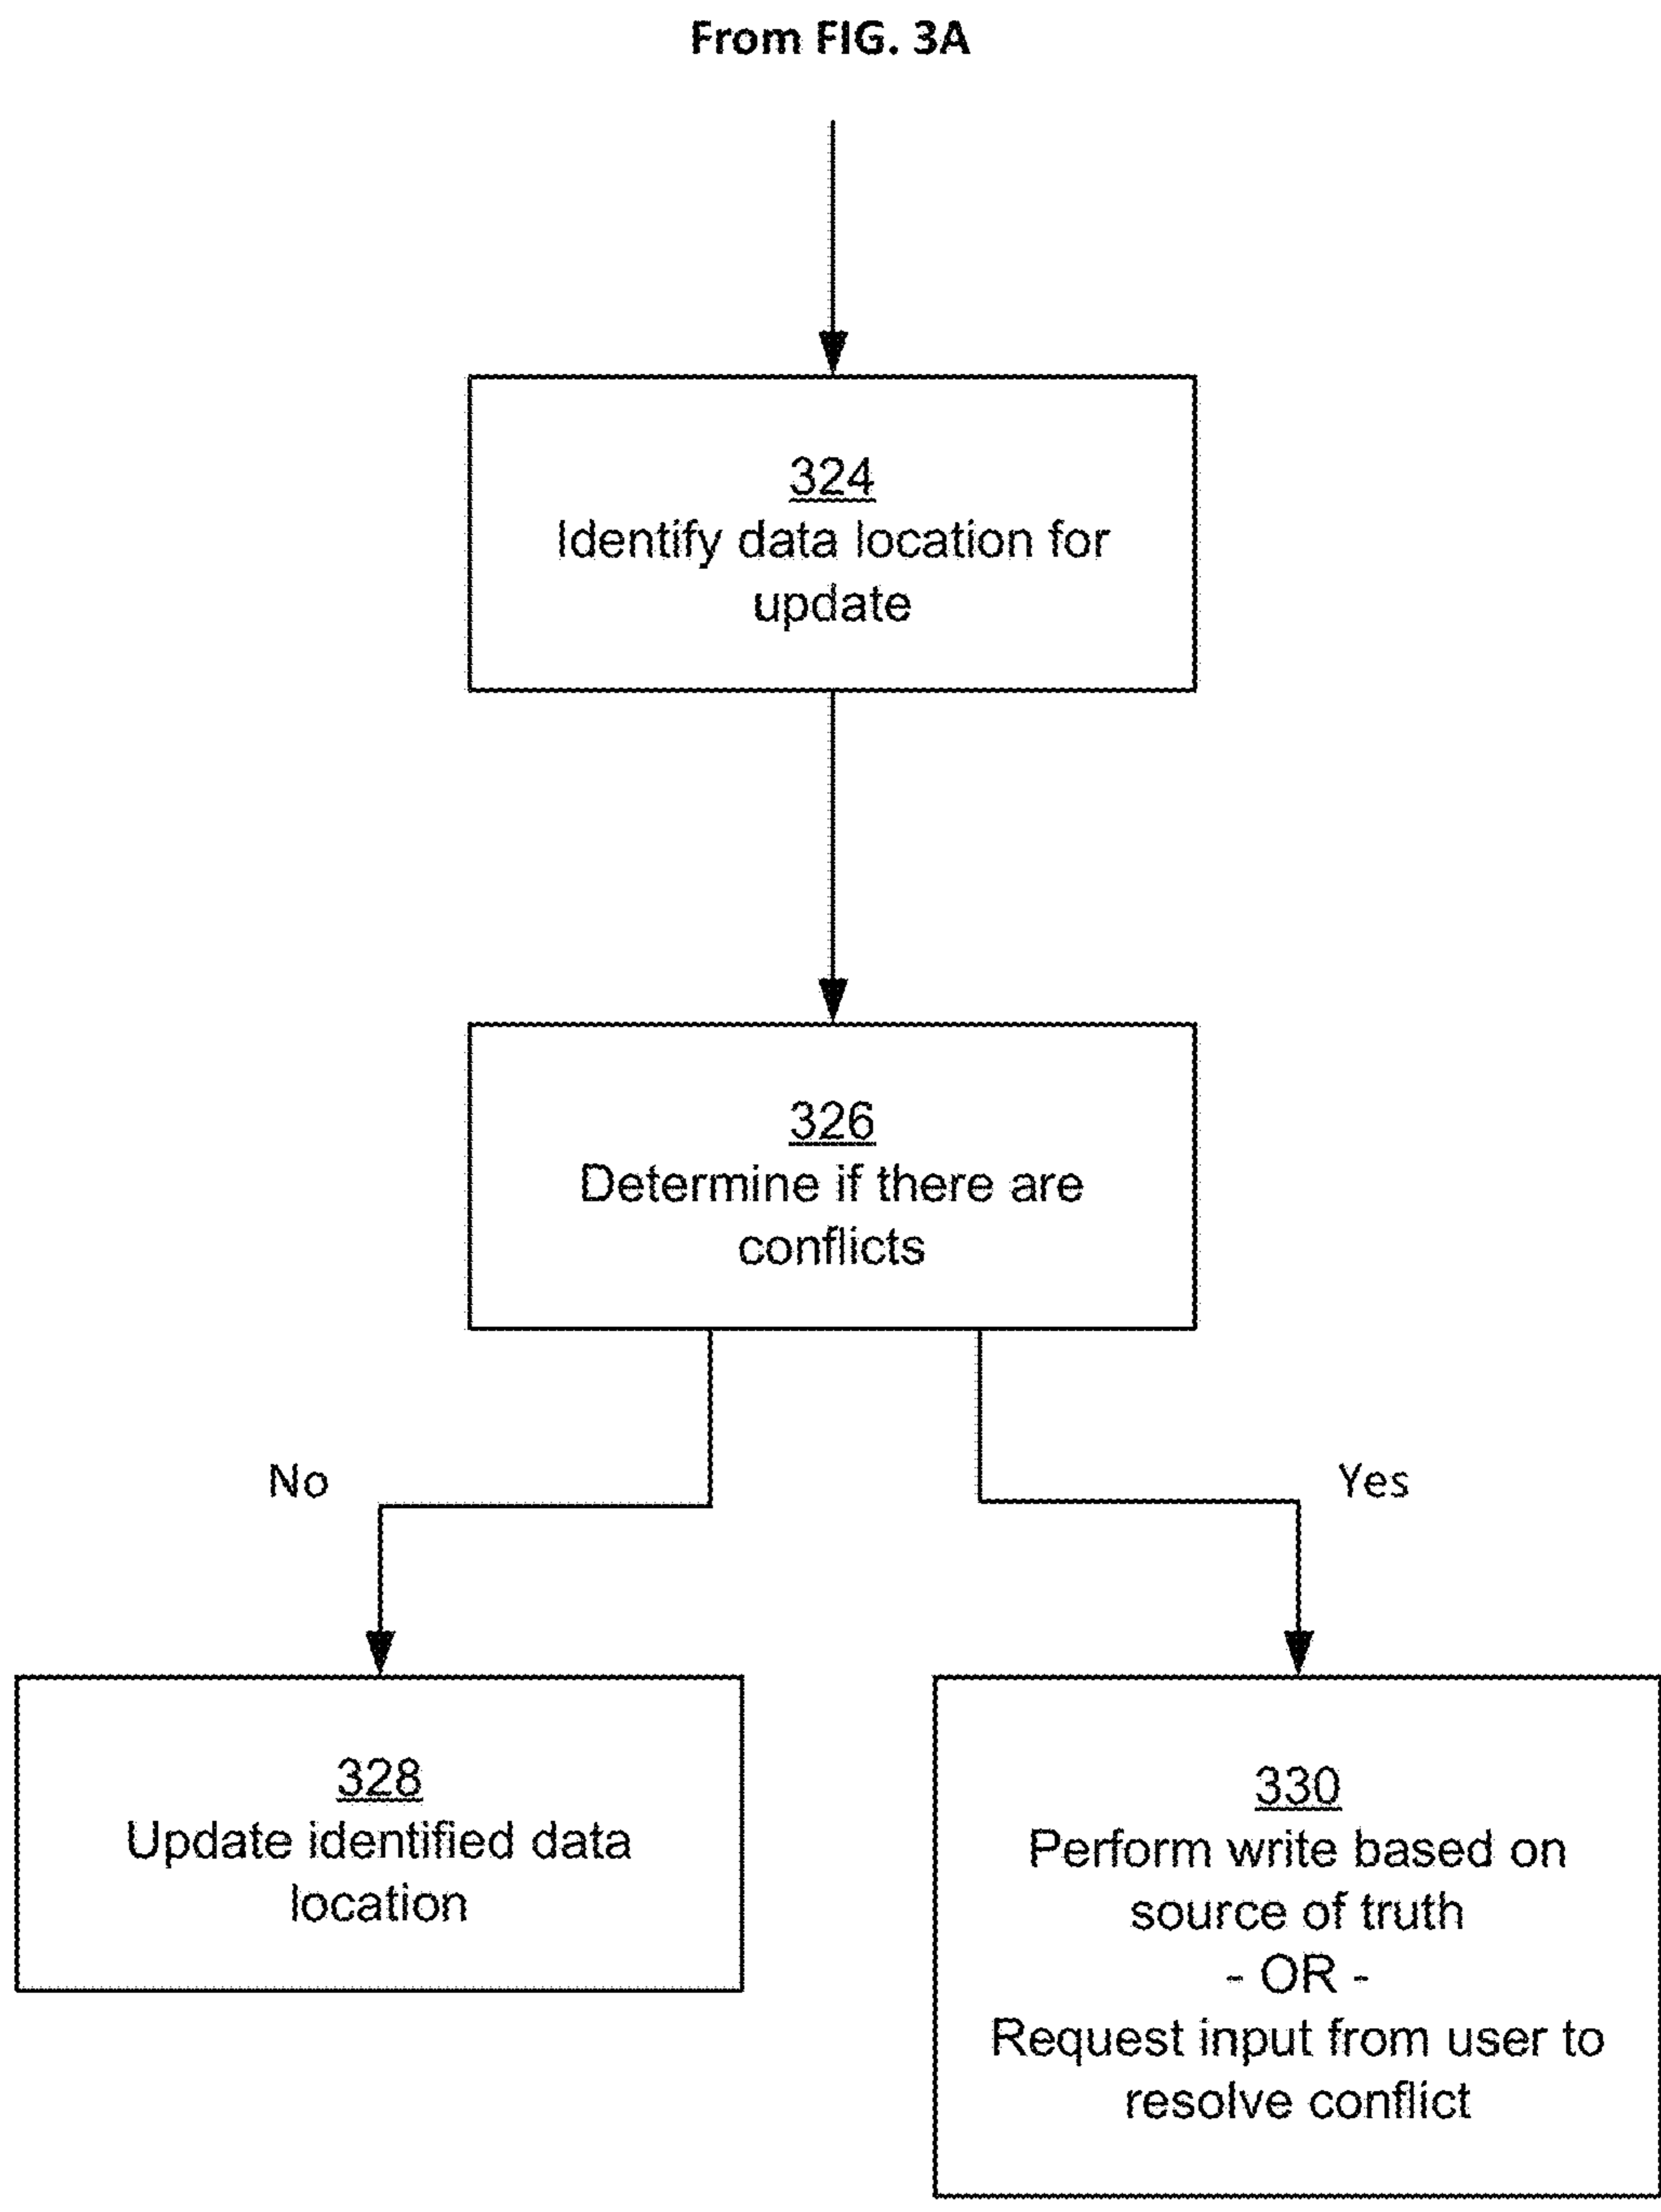 From FIG. 3A
324
Identify data location for
update
326
Determine if there are
conflicts
No
Yes
328
Update identified data
location
330
Perform write based on
source of truth
- OR -
Request input from user to
resolve conflict